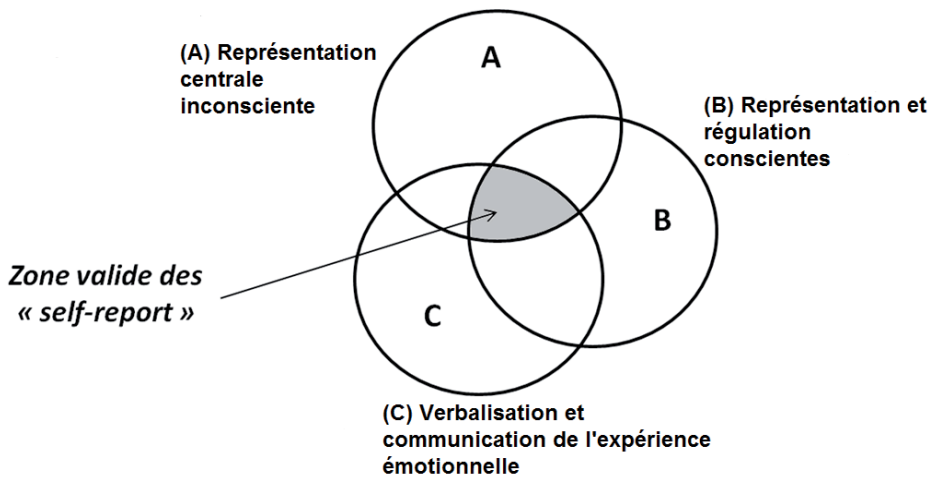 (A) Représentation
centrale
inconsciente
A
(B) Représentation et
régulation
conscientes
B
Zone valide des
« self-report »
C
(C) Verbalisation et
communication de l'expérience
émotionnelle